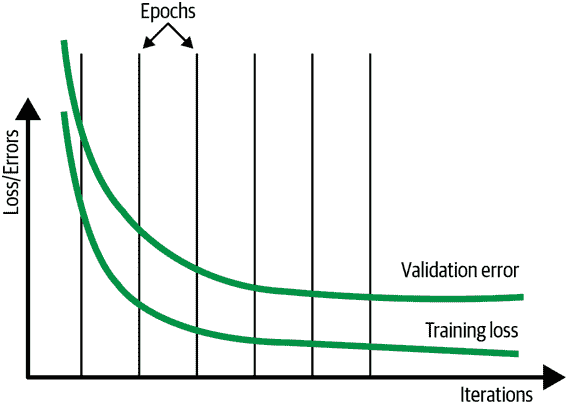 Epochs
Loss/Errors
Validation error
Training loss
Iterations